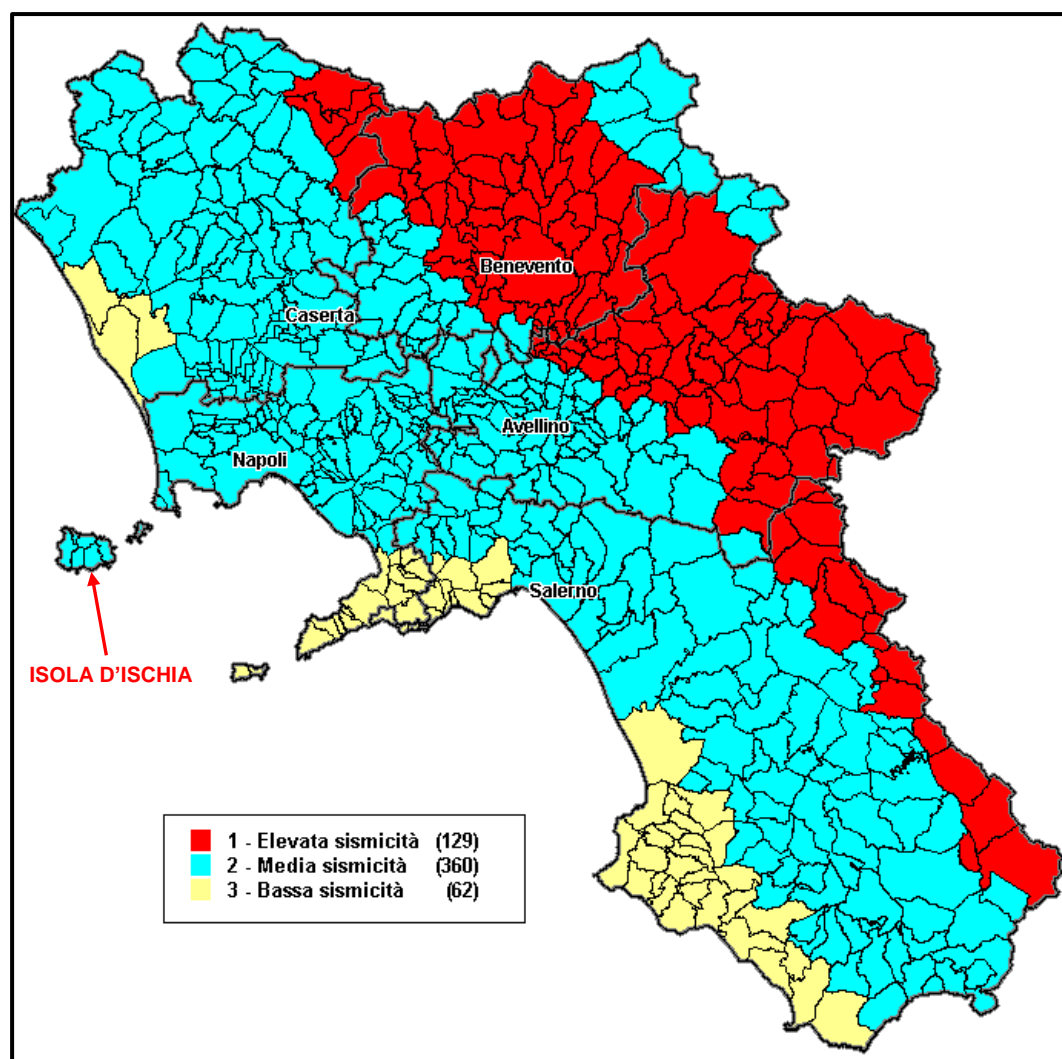 Benevento
Caserta
Avellino
Napoli
Salerno
ISOLA D'ISCHIA
1 - Elevata sismicità (129)
2 - Media sismicità (360)
3 - Bassa sismicità (62)